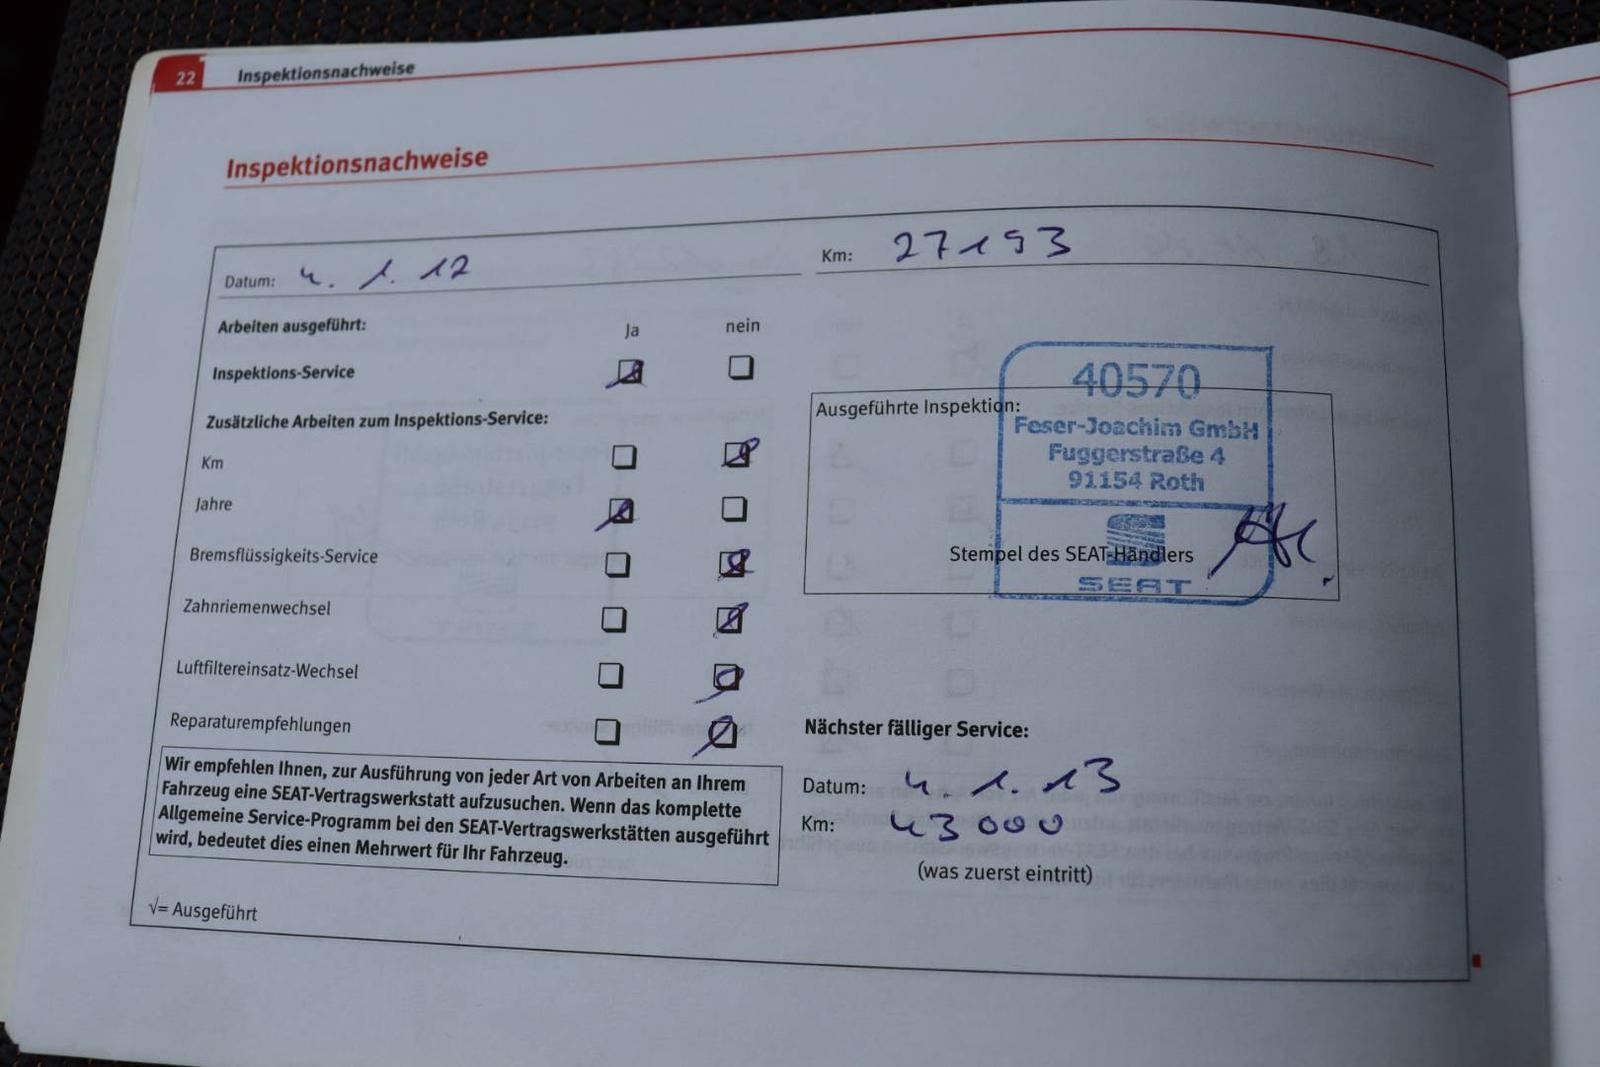 22 Inspektionsnachweise
Inspektionsnachweise
Datum: 4. 1. 12
Km: 27193
Arbeiten ausgeführt: Ja nein
Inspektions-Service
Zusätzliche Arbeiten zum Inspektions-Service:
Km
Jahre
Bremsflüssigkeits-Service
Zahnriemenwechsel
Luftfiltereinsatz-Wechsel
Reparaturempfehlungen
Wir empfehlen Ihnen, zur Ausführung von jeder Art von Arbeiten an Ihrem
Fahrzeug eine SEAT-Vertragswerkstatt aufzusuchen. Wenn das komplette
Allgemeine Service-Programm bei den SEAT-Vertragswerkstätten ausgeführt
wird, bedeutet dies einen Mehrwert für Ihr Fahrzeug.
√= Ausgeführt
Ausgeführte Inspektion:
40570
Feser-Joachim GmbH
Fuggerstraße 4
91154 Roth
Stempel des SEAT-Händlers
SEAT
Nächster fälliger Service:
Datum: 4. 1. 13
Km: 43000
(was zuerst eintritt)